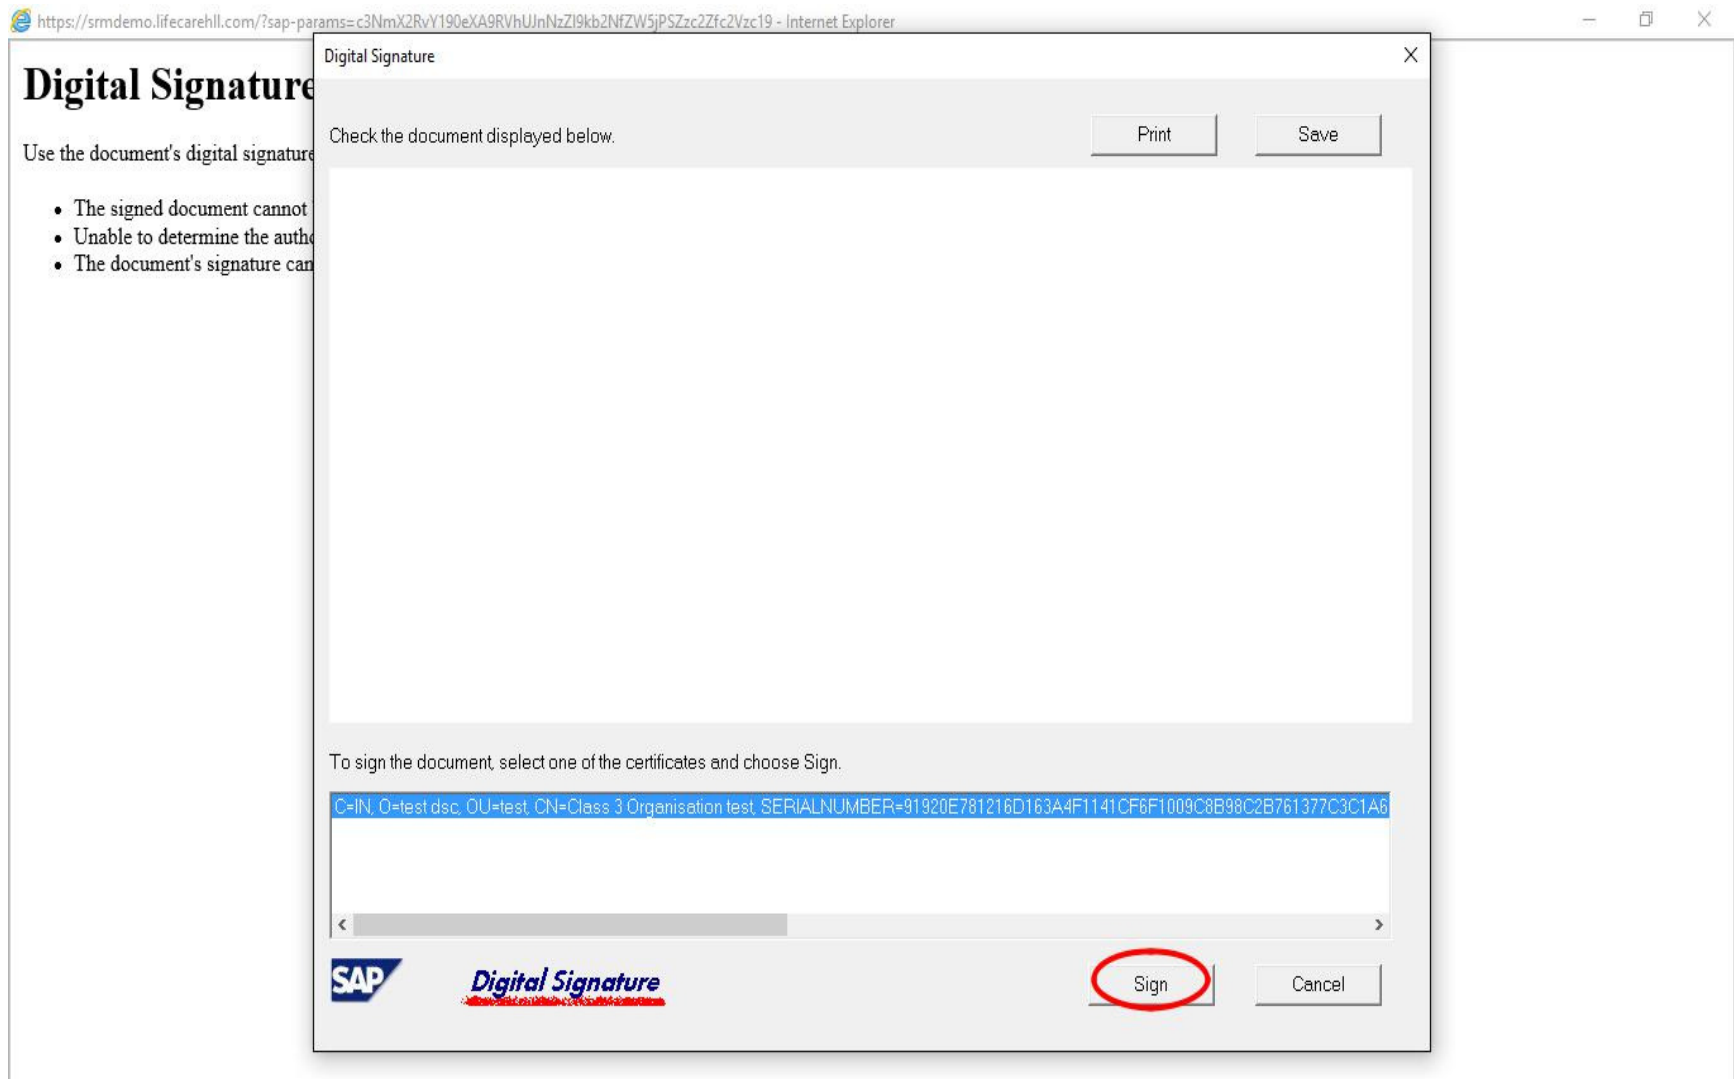 https://srmdemo.lifecarehll.com/?sap-params=c3NmX2RvY190eXA9RVhUJnNzZl9kb2NfZW5jPSZzc2Zfc2Vzc19 - Internet Explorer
Digital Signature
Digital Signature
Check the document displayed below.
Print
Save
Use the document's digital signature
The signed document cannot
Unable to determine the
The document's signature
To sign the document, select one of the certificates and choose Sign.
C=IN, O=test dsc, OU=test, CN=Class 3 Organisation test, SERIALNUMBER=91920E781216D163A4F1141CF6F1009C8B98C2B761377C3C1A6
SAP
Digital Signature
Sign
Cancel